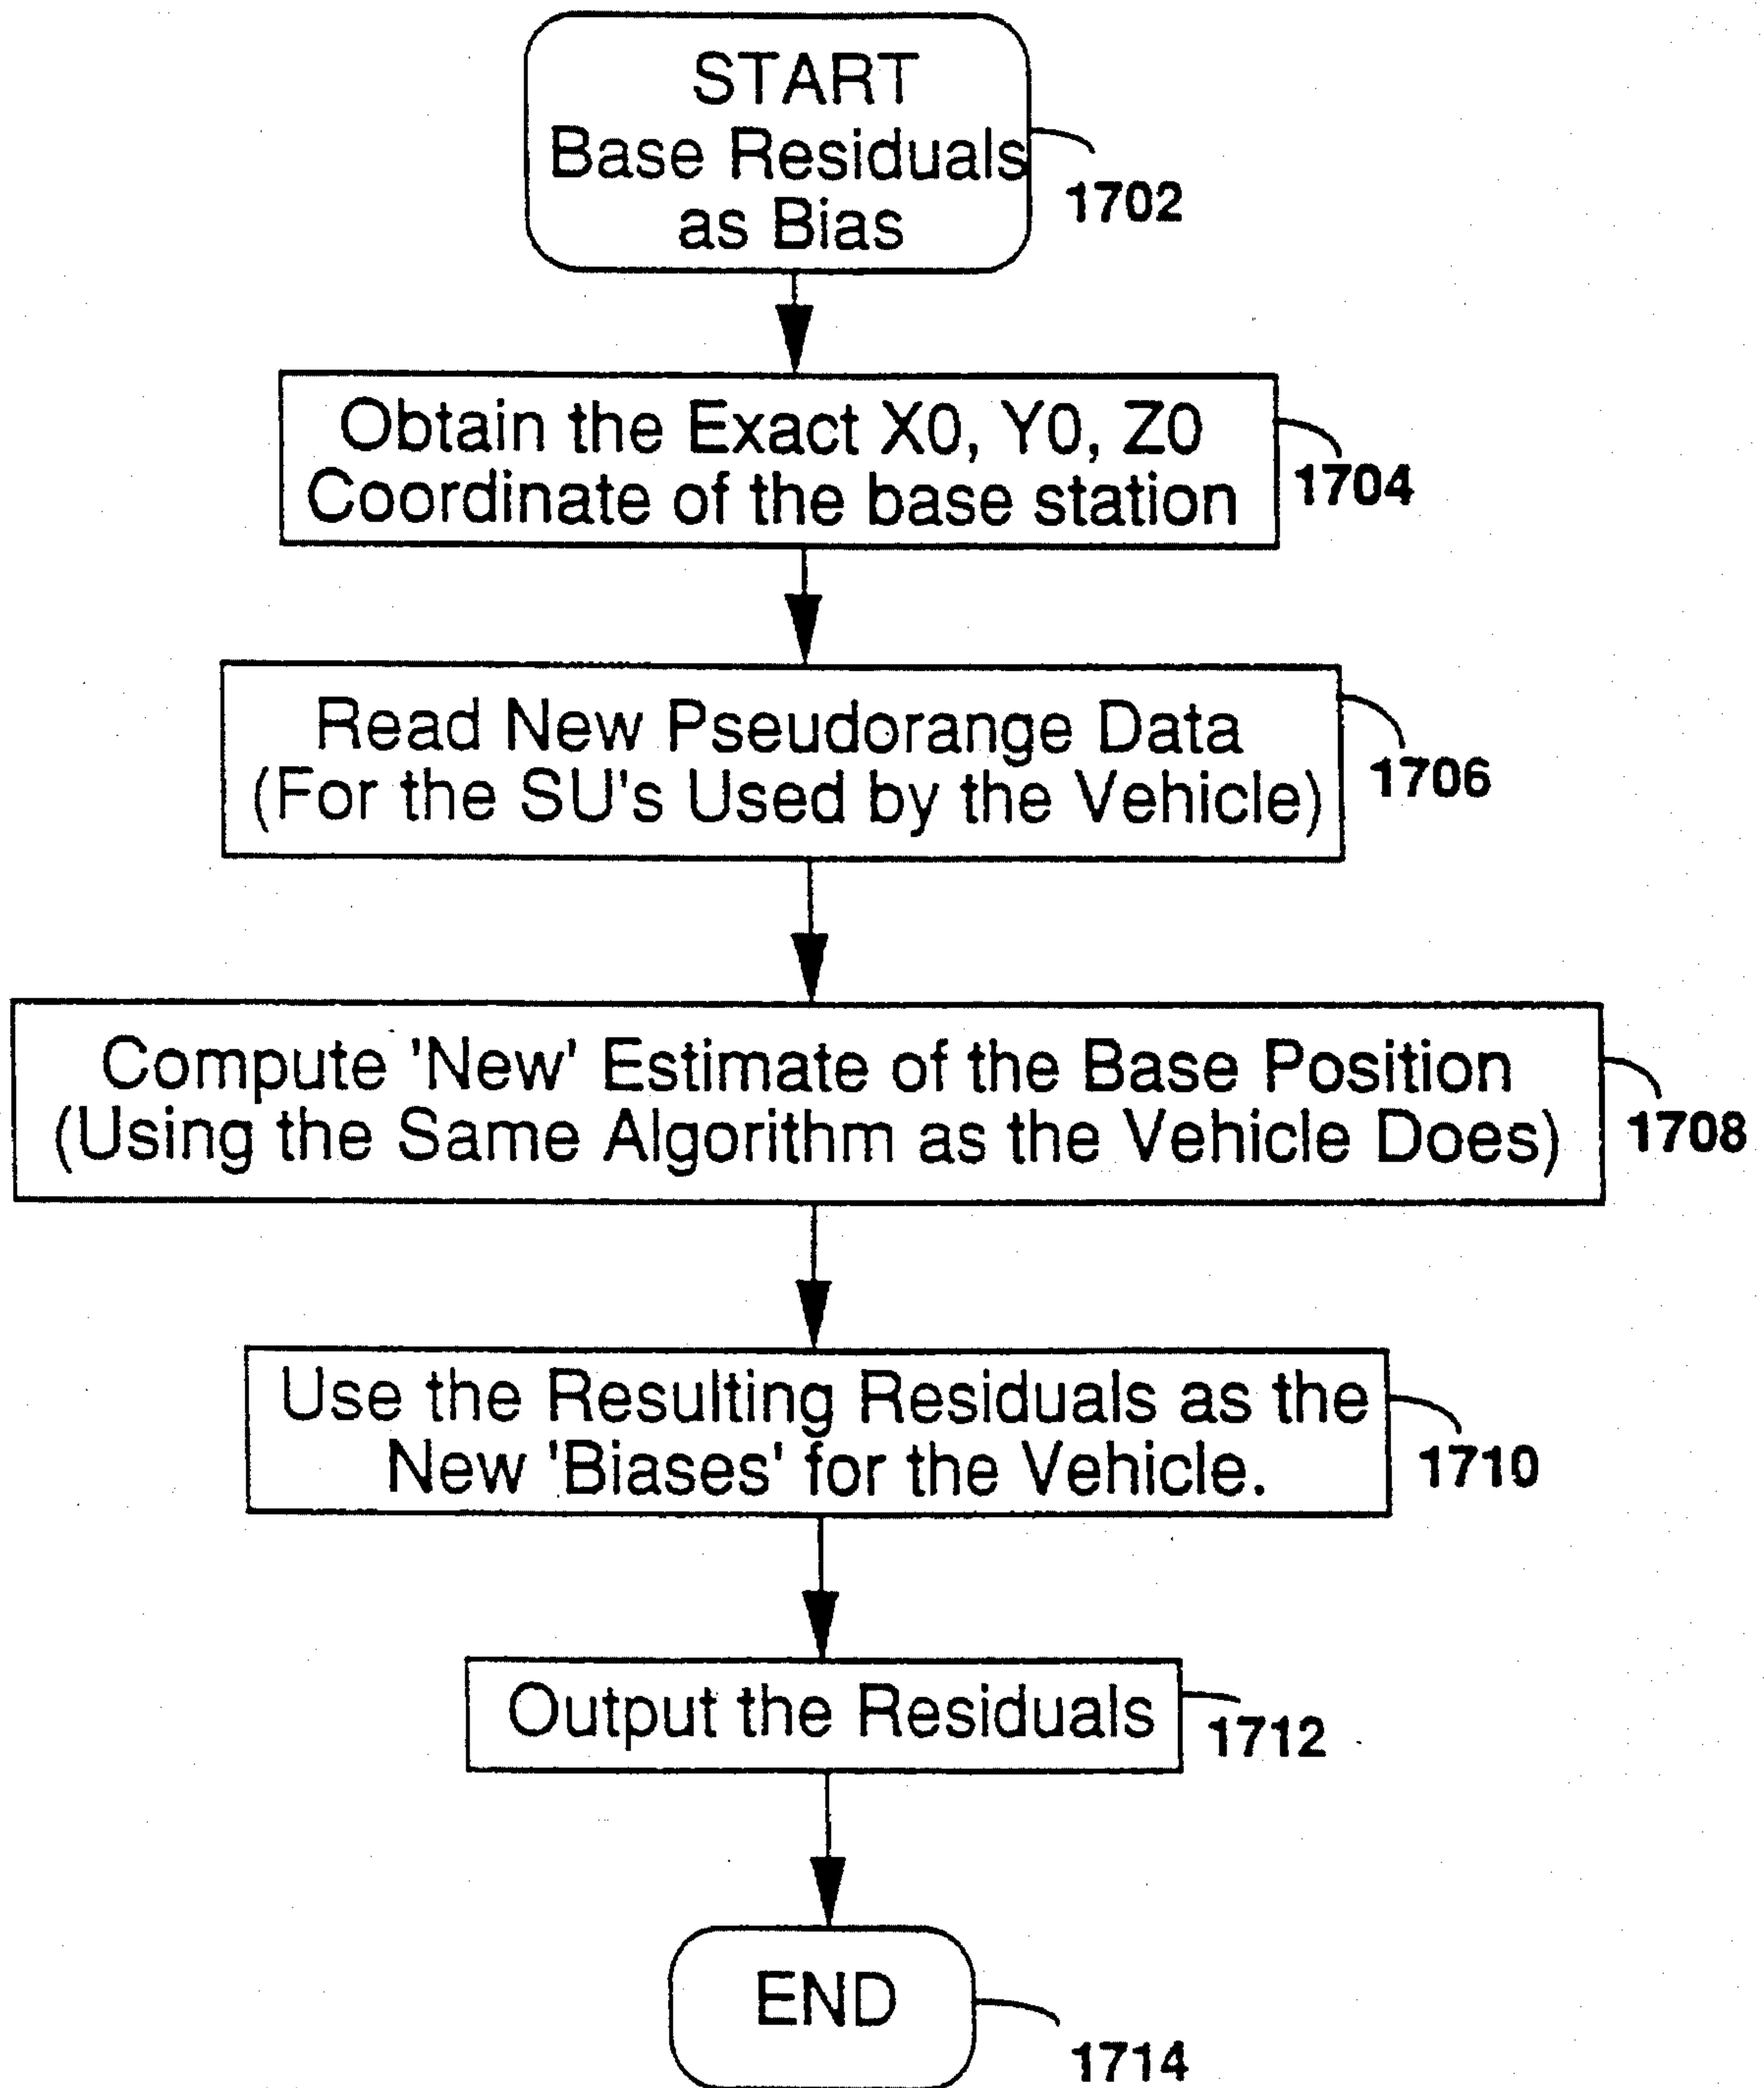 START
Base Residuals
as Bias
1702
Obtain the Exact X0, Y0, Z0
Coordinate of the base station
1704
Read New Pseudorange Data
(For the SU's Used by the Vehicle)
1706
Compute 'New' Estimate of the Base Position
(Using the Same Algorithm as the Vehicle Does)
1708
Use the Resulting Residuals as the
New 'Biases' for the Vehicle.
1710
Output the Residuals
1712
END
1714